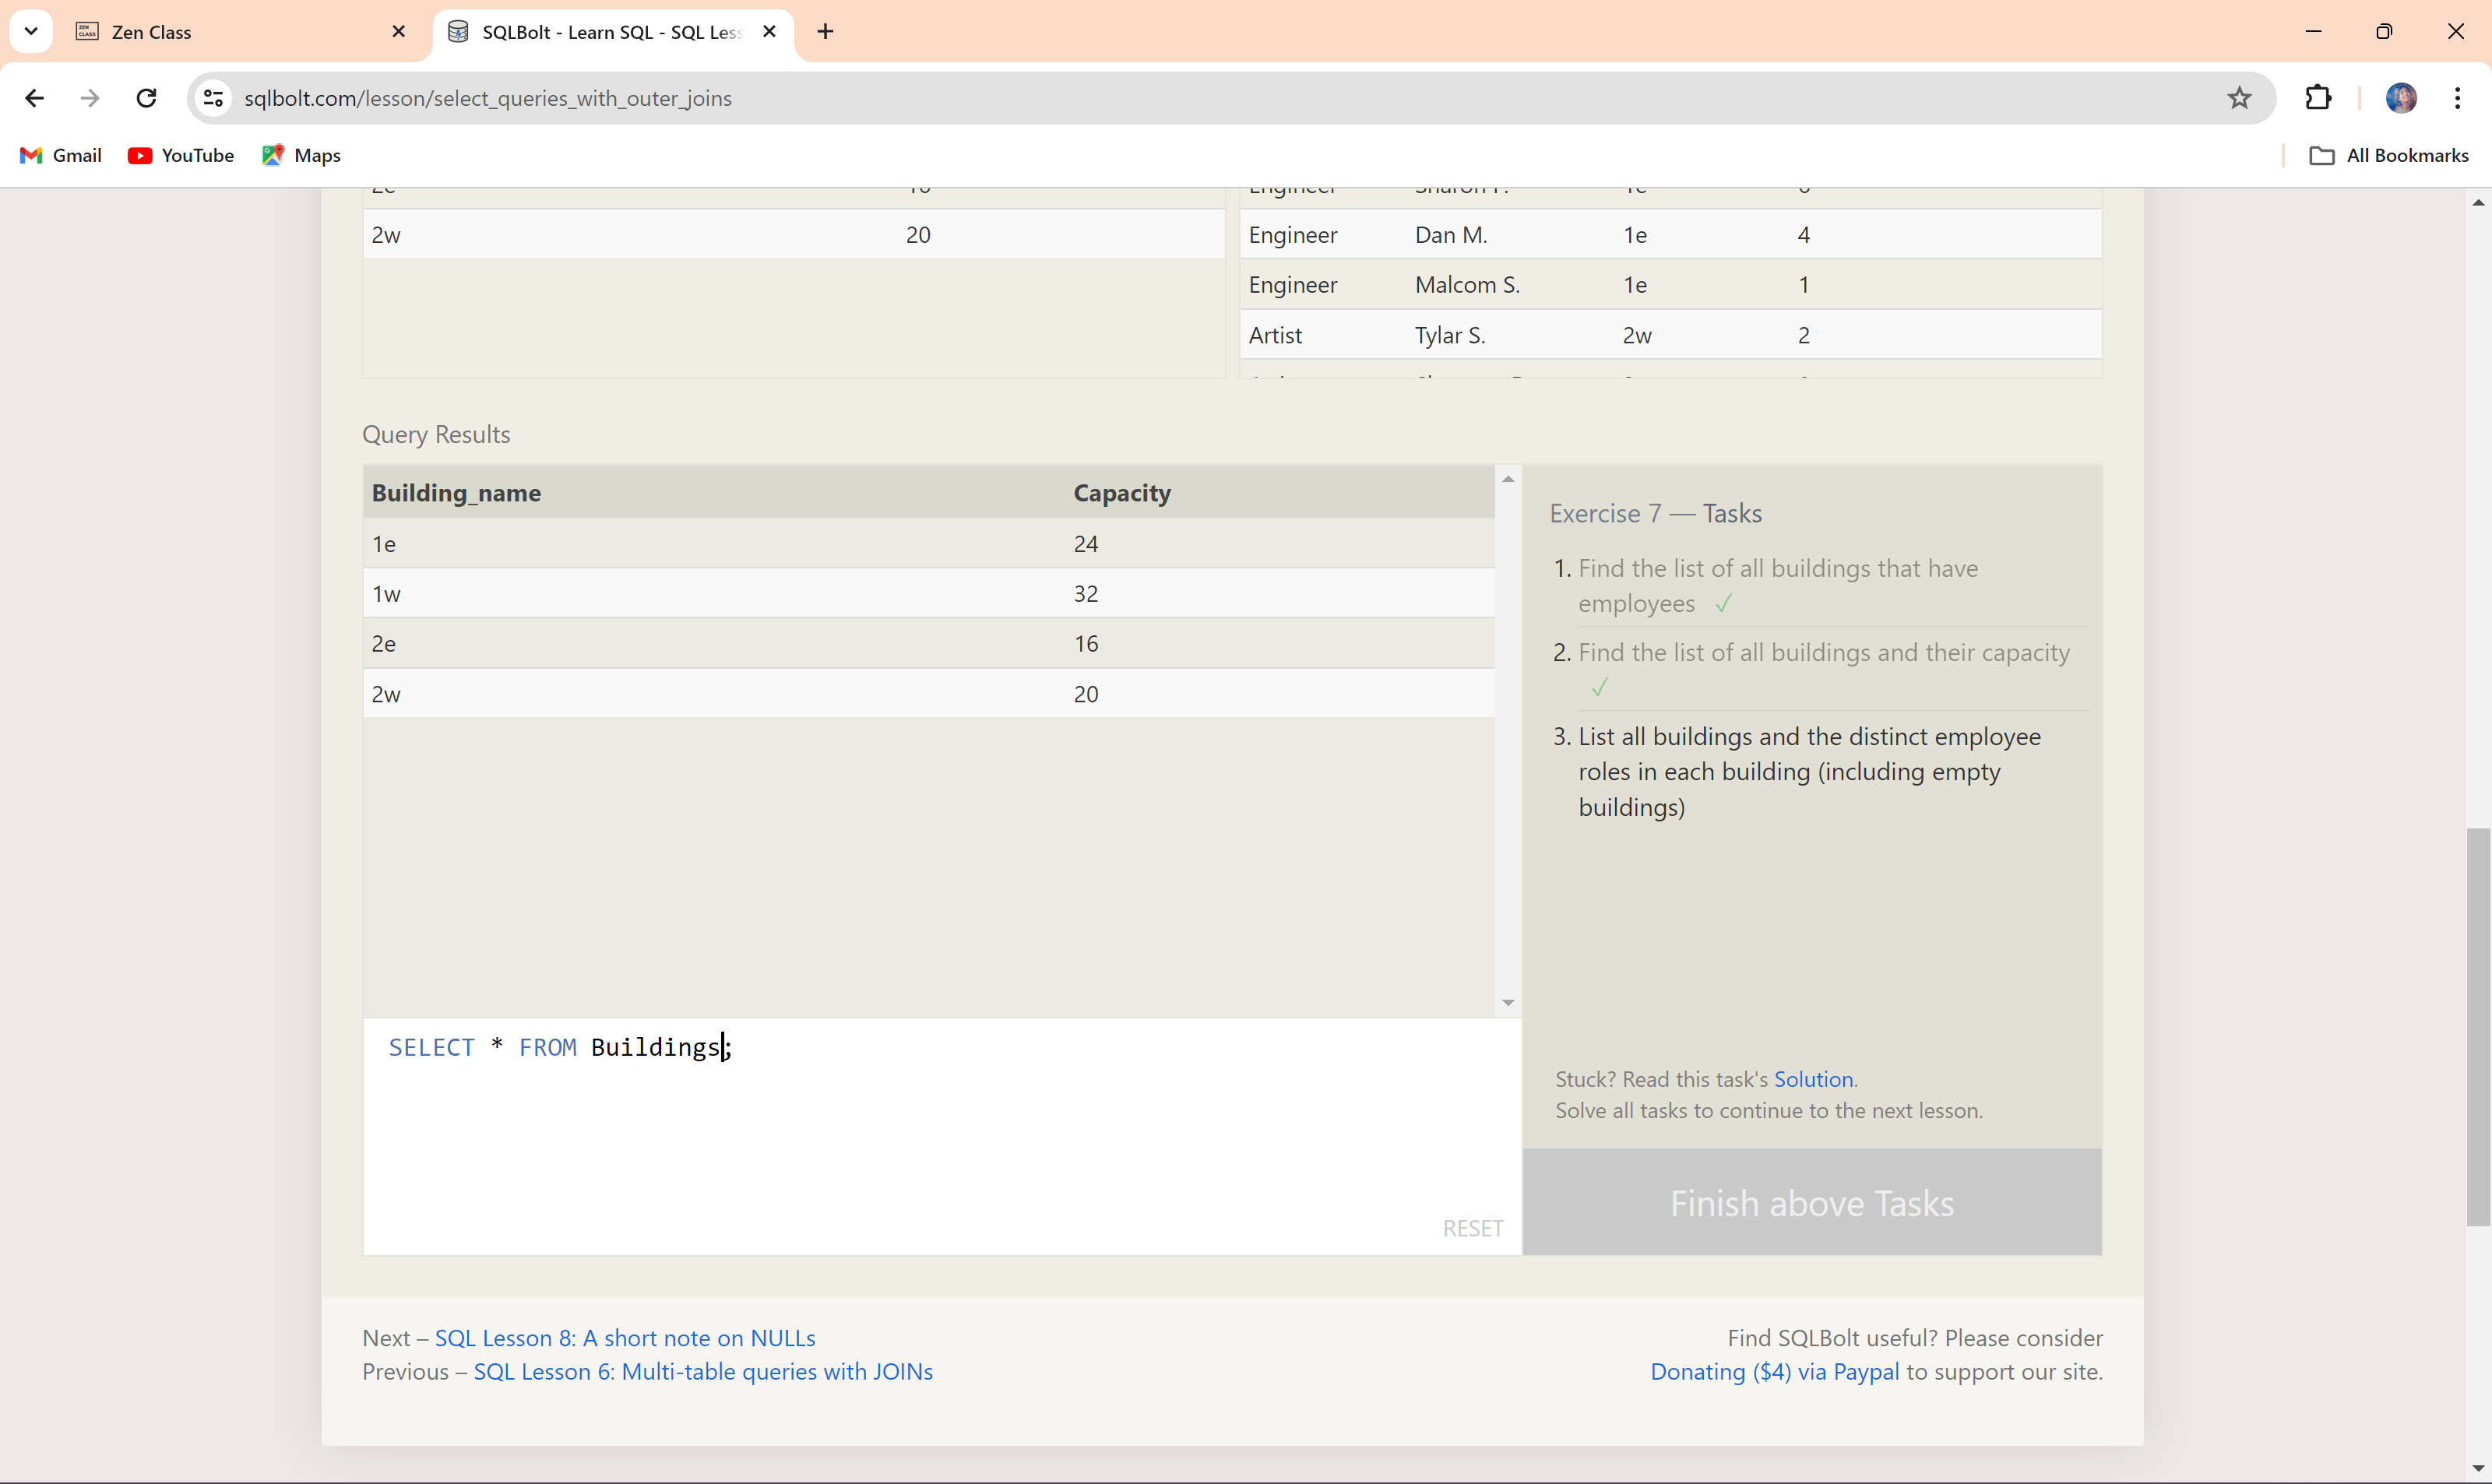 Zen Class
SQLBolt - Learn SQL - SQL Les
sqlbolt.com/lesson/select_queries_with_outer_joins
Gmail YouTube Maps All Bookmarks
2w 20
Engineer Dan M. 1e 4
Engineer Malcom S. 1e 1
Artist Tylar S. 2w 2
Query Results
Building_name Capacity
1e 24
1w 32
2e 16
2w 20
SELECT * FROM Buildings;
RESET
Exercise 7 — Tasks
1. Find the list of all buildings that have
employees ✓
2. Find the list of all buildings and their capacity
✓
3. List all buildings and the distinct employee
roles in each building (including empty
buildings)
Stuck? Read this task's Solution.
Solve all tasks to continue to the next lesson.
Finish above Tasks
Next – SQL Lesson 8: A short note on NULLs
Previous – SQL Lesson 6: Multi-table queries with JOINs
Find SQLBolt useful? Please consider
Donating ($4) via Paypal to support our site.